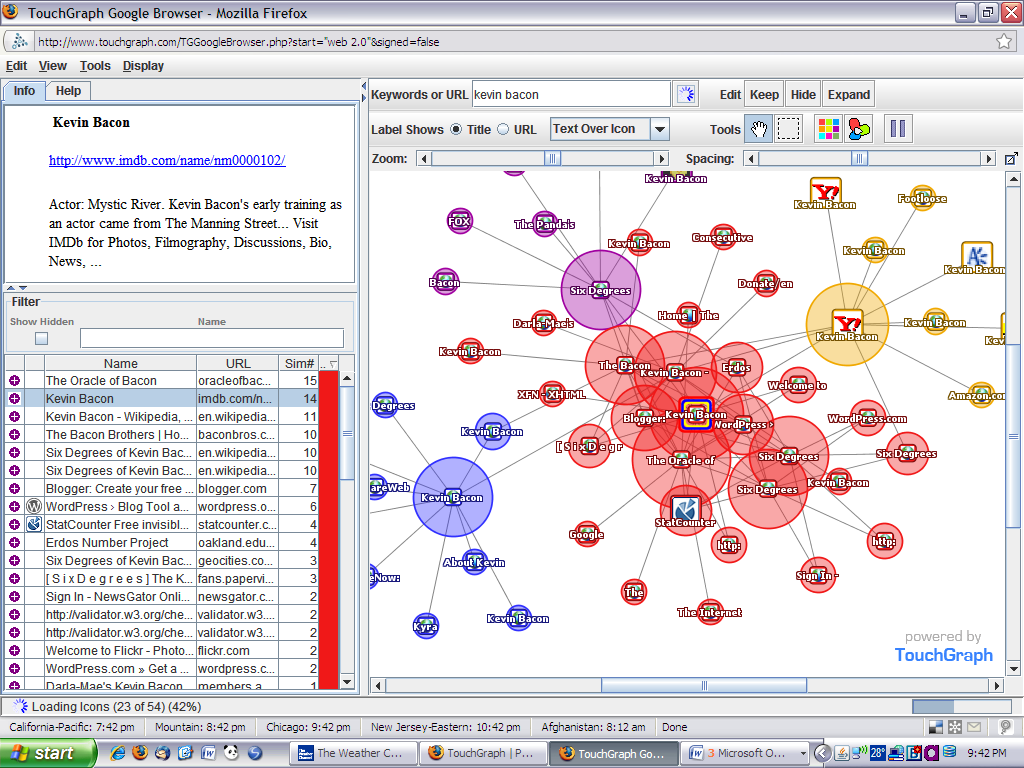 TouchGraph Google Browser - Mozilla Firefox
http://www.touchgraph.com/TGGoogleBrowser.php?start="web 2.0"&signed=false
Edit View Tools Display
Info Help
Keywords or URL kevin bacon Edit Keep Hide Expand
Label Shows Title URL Text Over Icon Tools
Zoom: Spacing:
Kevin Bacon
http://www.imdb.com/name/nm0000102/
Actor: Mystic River. Kevin Bacon's early training as
an actor came from The Manning Street... Visit
IMDb for Photos, Filmography, Discussions, Bio,
News, ...
Filter
Show Hidden Name
Name URL Sim# ..
The Oracle of Bacon oracleofbac... 15
Kevin Bacon imdb.com/n... 14
Kevin Bacon - Wikipedia, ... en.wikipedia... 11
The Bacon Brothers | Ho... baconbros.c... 10
Six Degrees of Kevin Bac... en.wikipedia... 10
Six Degrees of Kevin Bac... en.wikipedia... 10
Blogger: Create your free ... blogger.com 7
WordPress › Blog Tool a... wordpress.o... 6
StatCounter Free invisibl... statcounter.c... 4
Erdos Number Project oakland.edu... 4
Six Degrees of Kevin Bac... geocities.co... 3
[ S i x D e g r e e s ] The K... fans.papervi... 3
Sign In - NewsGator Onli... newsgator.c... 2
http://validator.w3.org/che... validator.w3.... 2
http://validator.w3.org/che... validator.w3.... 2
Welcome to Flickr - Photo... flickr.com 2
WordPress.com » Get a ... wordpress.c... 2
Darla-Mae's Kevin Bacon members.a... 1
Kevin Bacon
Kevin Bacon
Footloose
FOX
The Panda's
Kevin Bacon
Consecutive
Kevin Bacon
Kevin Bacon
Bacon
Six Degrees
Donate/en
Darla-Mae's
Home | The
Kevin Bacon
Kevin Bacon
Kevin Bacon
The Bacon
Kevin Bacon -
Erdos
Welcome to
XFN - XHTML
Amazon.com
Degrees
Blogger:
Kevin Bacon
WordPress ›
WordPress.com
Kevin Bacon
[ S i x D e g r
The Oracle of
Six Degrees
Six Degrees
areWeb
Kevin Bacon
Six Degrees
Kevin Bacon
StatCounter
Google
http:
http:
About Kevin
eNow:
Sign In -
The
Kyra
Kevin Bacon
The Internet
powered by
TouchGraph
Loading Icons (23 of 54) (42%)
California-Pacific: 7:42 pm Mountain: 8:42 pm Chicago: 9:42 pm New Jersey-Eastern: 10:42 pm Afghanistan: 8:12 am Done
start The Weather C... TouchGraph | P... TouchGraph Go... 3 Microsoft O... 28° 9:42 PM